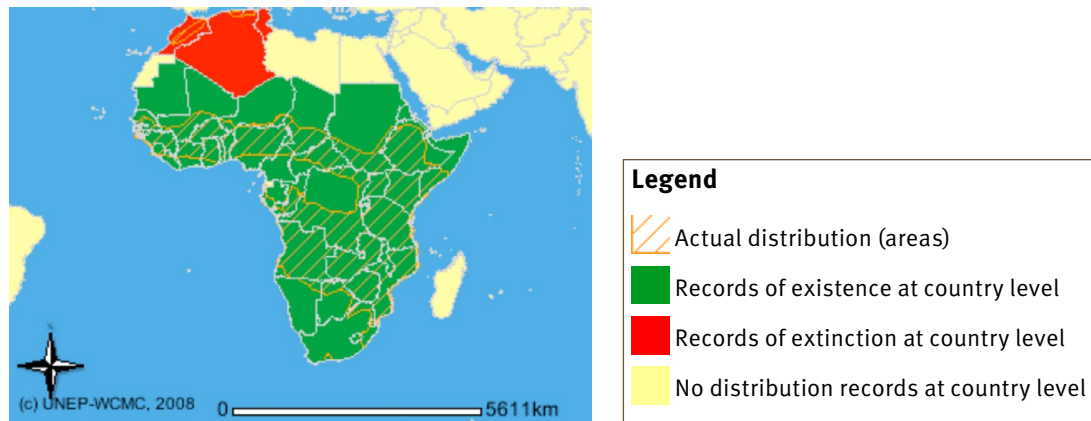 (c) UNEP-WCMC, 2008
0
5611km
Legend
Actual distribution (areas)
Records of existence at country level
Records of extinction at country level
No distribution records at country level